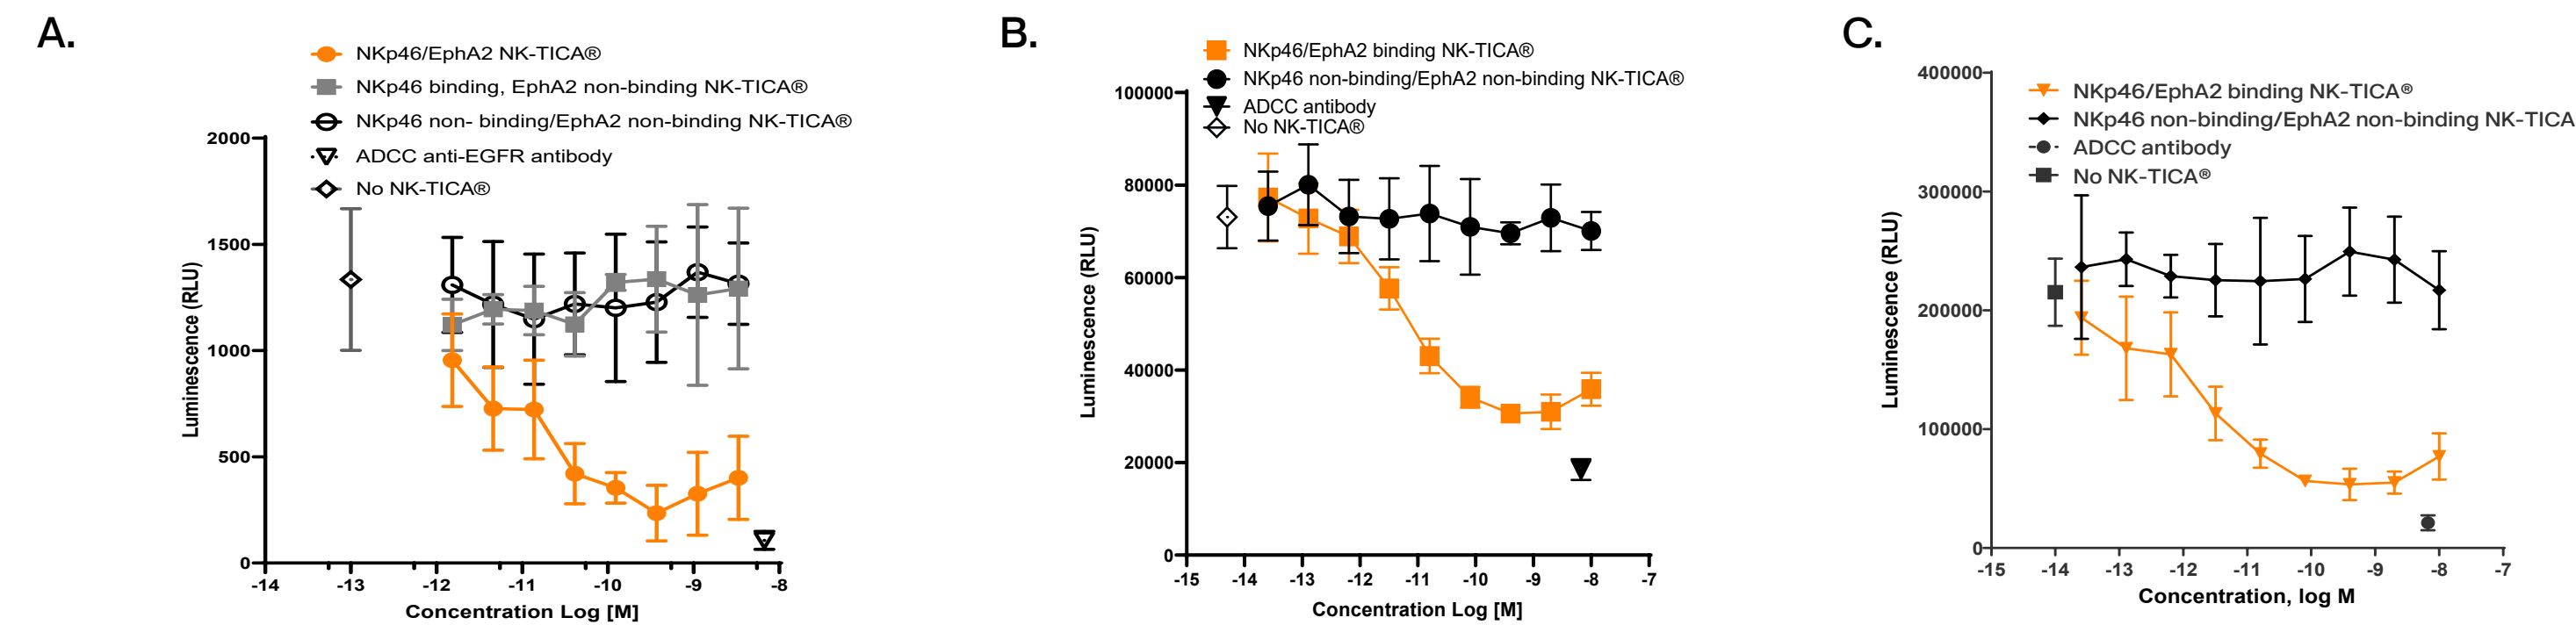 A.
NKp46/EphA2 NK-TICA®
NKp46 binding, EphA2 non-binding NK-TICA®
NKp46 non- binding/EphA2 non-binding NK-TICA®
ADCC anti-EGFR antibody
No NK-TICA®
2000
1500
1000
500
0
-14
-13
-12
-11
-10
-9
-8
Luminescence (RLU)
Concentration Log [M]
B.
NKp46/EphA2 binding NK-TICA®
NKp46 non-binding/EphA2 non-binding NK-TICA®
ADCC antibody
No NK-TICA®
100000
80000
60000
40000
20000
0
-15
-14
-13
-12
-11
-10
-9
-8
-7
Luminescence (RLU)
Concentration Log [M]
C.
NKp46/EphA2 binding NK-TICA®
NKp46 non-binding/EphA2 non-binding NK-TICA
ADCC antibody
No NK-TICA®
400000
300000
200000
100000
0
-15
-14
-13
-12
-11
-10
-9
-8
-7
Luminescence (RLU)
Concentration, log M